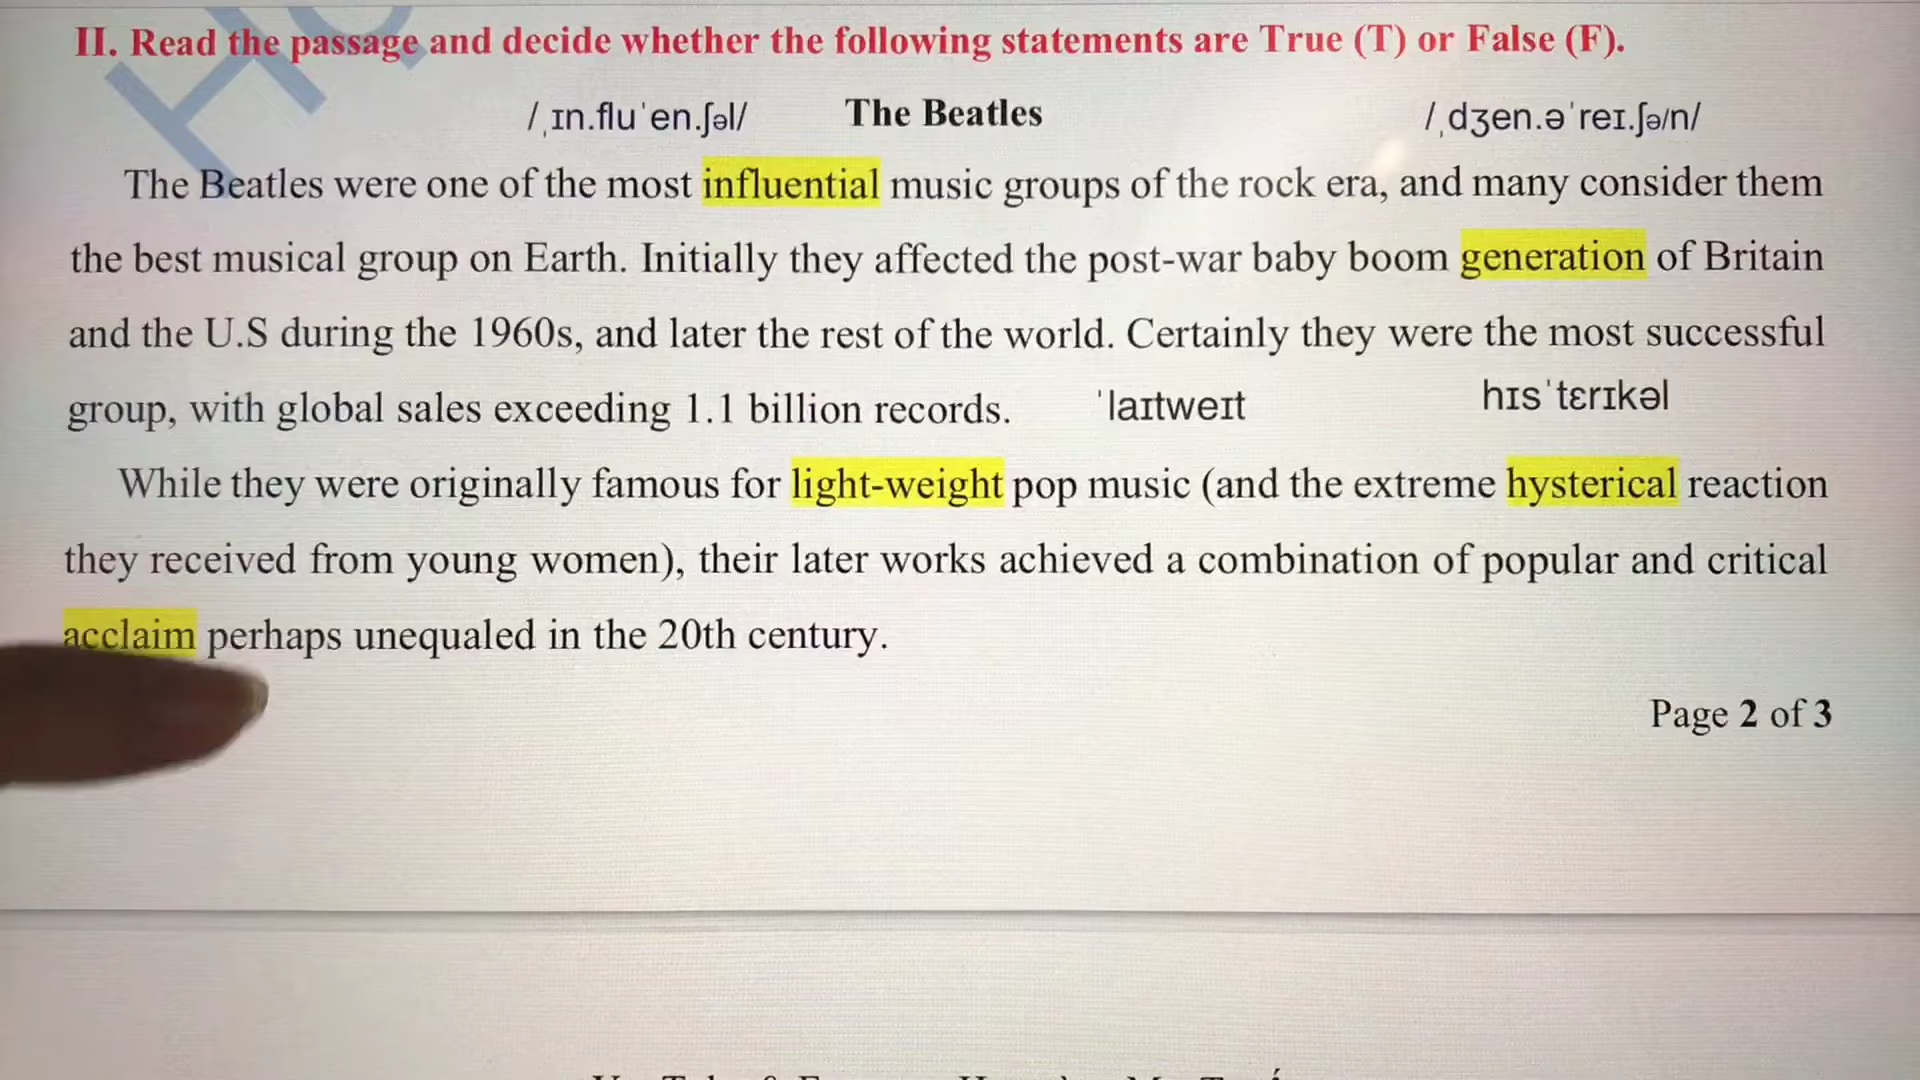 II. Read the passage and decide whether the following statements are True (T) or False (F).
/ˌɪn.fluˈen.ʃəl/ The Beatles /ˌdʒen.əˈreɪ.ʃə/n/
The Beatles were one of the most influential music groups of the rock era, and many consider them
the best musical group on Earth. Initially they affected the post-war baby boom generation of Britain
and the U.S during the 1960s, and later the rest of the world. Certainly they were the most successful
group, with global sales exceeding 1.1 billion records. ˈlaɪtweɪt hɪsˈtɛrɪkəl
While they were originally famous for light-weight pop music (and the extreme hysterical reaction
they received from young women), their later works achieved a combination of popular and critical
acclaim perhaps unequaled in the 20th century.
Page 2 of 3